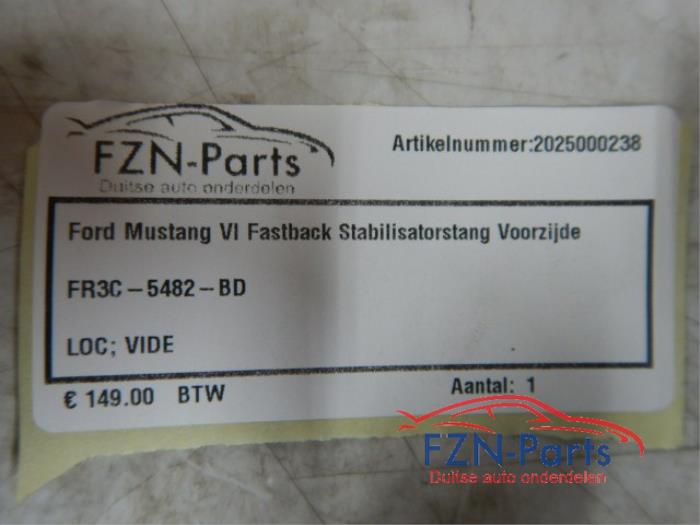 FZN-Parts
Duitse auto onderdelen
Artikelnummer:2025000238
Ford Mustang VI Fastback Stabilisatorstang Voorzijde
FR3C-5482-BD
LOC; VIDE
€ 149.00 BTW
Aantal: 1
FZN-Parts
Duitse auto onderdelen